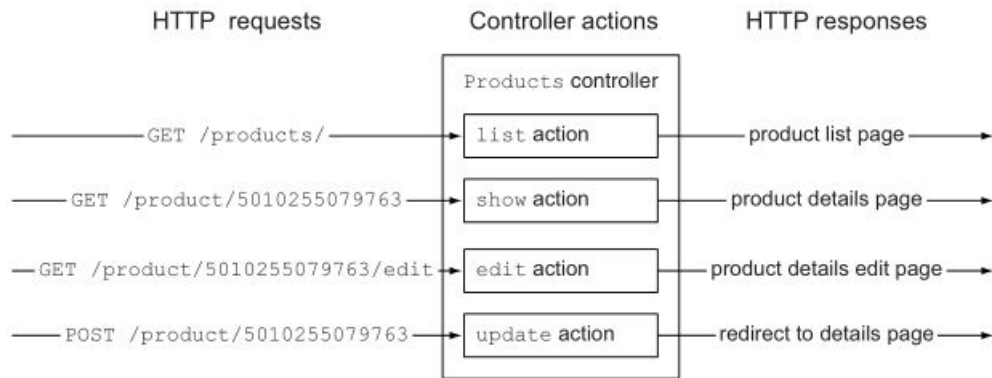 HTTP requests Controller actions HTTP responses
Products controller
GET /products/ list action product list page
GET /product/5010255079763 show action product details page
GET /product/5010255079763/edit edit action product details edit page
POST /product/5010255079763 update action redirect to details page